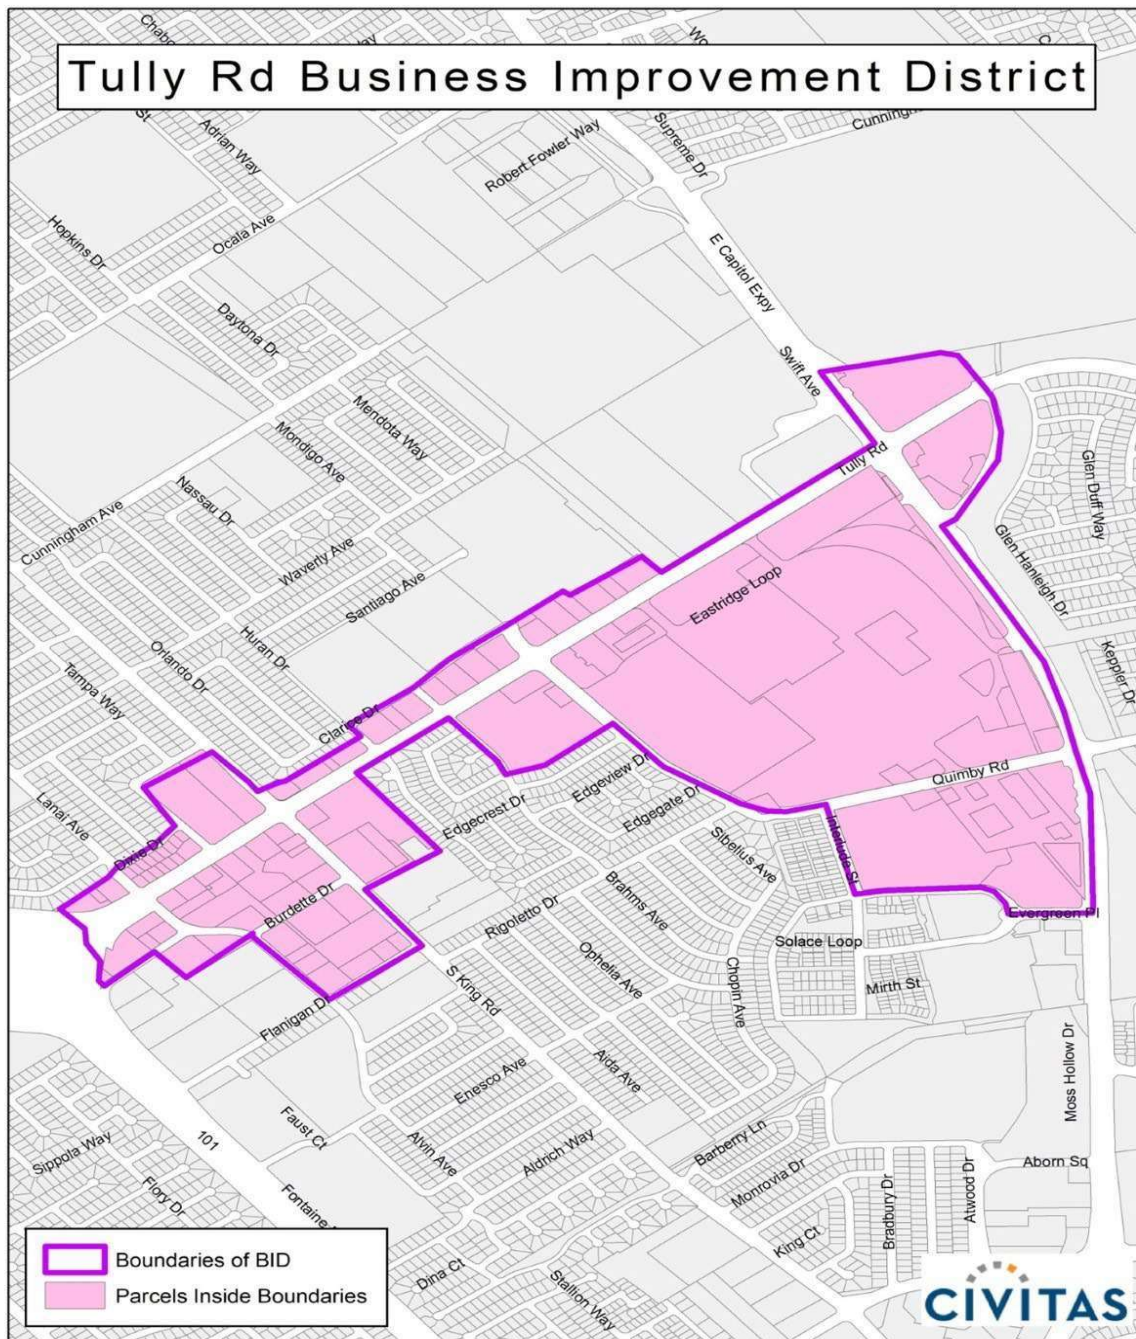 Tully Rd Business Improvement District
Adrian Way
Robert Fowler Way
Supreme Dr
Hopkins Dr
Ocala Ave
E Capitol Expy
Daytona Dr
Swift Ave
Mendota Way
Mondigo Ave
Tully Rd
Glen Duff Way
Nassau Dr
Cunningham Ave
Waverly Ave
Santiago Ave
Glen Hanleigh Dr
Eastridge Loop
Huran Dr
Orlando Dr
Keppler Dr
Tampa Way
Clarice Dr
Quimby Rd
Edgeview Dr
Edgecrest Dr
Edgegate Dr
Lanai Ave
Dixie Dr
Sibelius Ave
Interlude St
Burdette Dr
Brahms Ave
Rigoletto Dr
Evergreen Pl
Solace Loop
Ophelia Ave
Chopin Ave
S King Rd
Mirth St
Flanigan Dr
Moss Hollow Dr
Aida Ave
Enesco Ave
Faust Ct
101
Alvin Ave
Aldrich Way
Barberry Ln
Sippola Way
Flory Dr
Monrovia Dr
Aborn Sq
Bradbury Dr
Atwood Dr
King Ct
Dina Ct
Stallion Way
Boundaries of BID
Parcels Inside Boundaries
CIVITAS